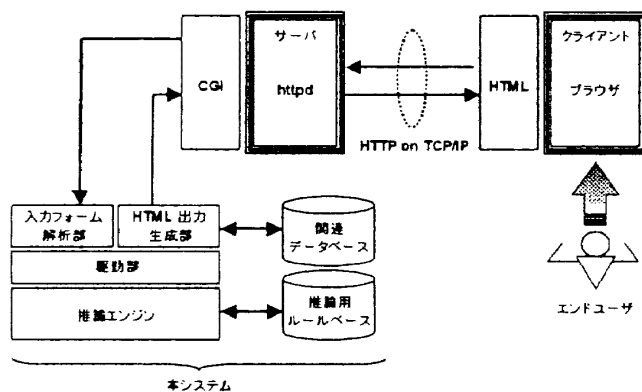 サーバ
httpd
CGI
HTML
クライアント
ブラウザ
HTTP on TCP/IP
入力フォーム
解析部
HTML 出力
生成部
関連
データベース
駆動部
推論エンジン
推論用
ルールベース
エンドユーザ
本システム